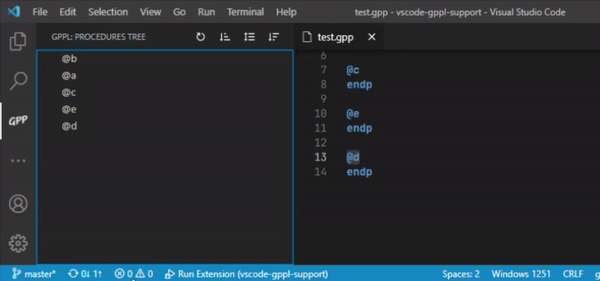 File Edit Selection View Go Run Terminal Help test.gpp - vscode-gppl-support - Visual Studio Code
GPPL: PROCEDURES TREE
test.gpp
GPP
@b
@a
@c
@e
@d
6
7 @c
8 endp
9
10 @e
11 endp
12
13 @d
14 endp
master* 0↓ 1↑ 0 0 Run Extension (vscode-gppl-support) Spaces: 2 Windows 1251 CRLF